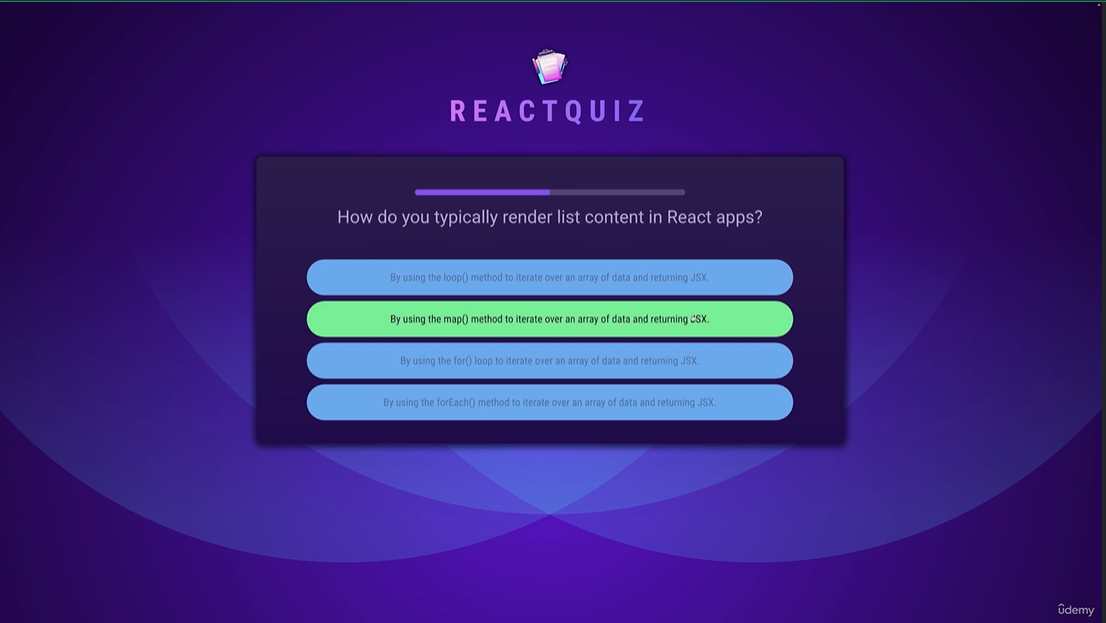 REACTQUIZ
How do you typically render list content in React apps?
By using the loop() method to iterate over an array of data and returning JSX.
By using the map() method to iterate over an array of data and returning JSX.
By using the for() loop to iterate over an array of data and returning JSX.
By using the forEach() method to iterate over an array of data and returning JSX.
udemy